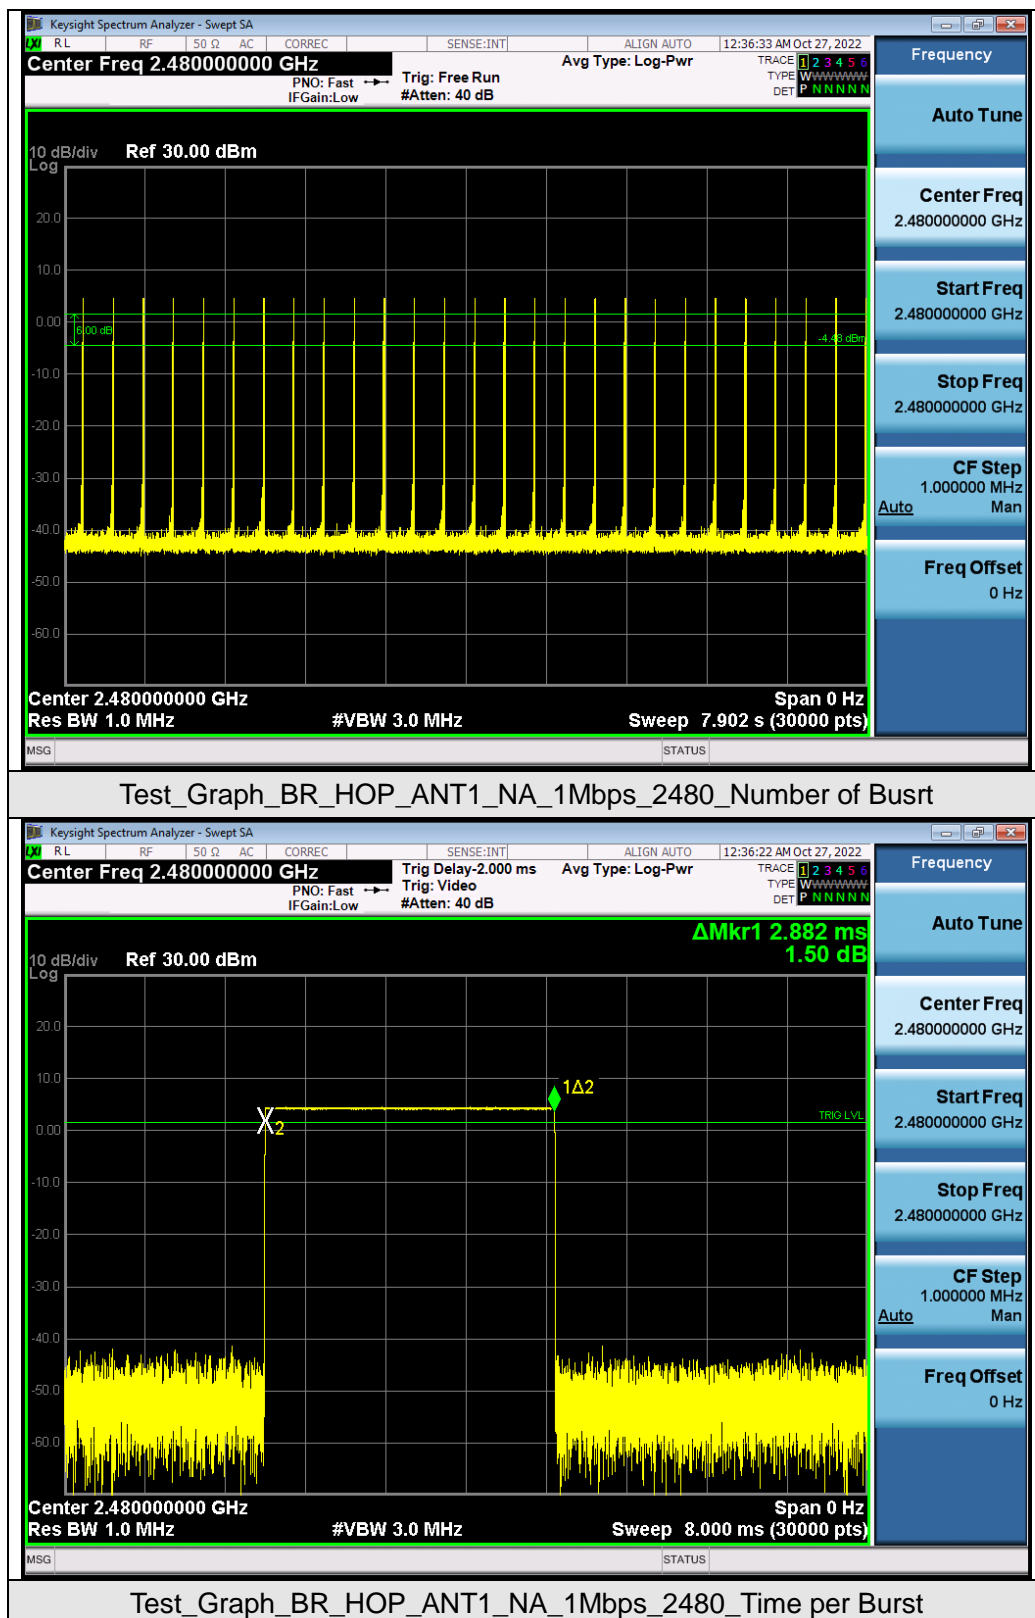 Keysight Spectrum Analyzer - Swept SA
LXI RL RF 50 Ω AC CORREC SENSE:INT ALIGN AUTO 12:36:33 AM Oct 27, 2022
Center Freq 2.480000000 GHz
PNO: Fast
IFGain:Low
Trig: Free Run
#Atten: 40 dB
Avg Type: Log-Pwr
TRACE 1 2 3 4 5 6
TYPE WWWWWW
DET P N N N N N
Frequency
Auto Tune
Center Freq
2.480000000 GHz
Start Freq
2.480000000 GHz
Stop Freq
2.480000000 GHz
CF Step
1.000000 MHz
Auto Man
Freq Offset
0 Hz
10 dB/div Ref 30.00 dBm
Log
20.0
10.0
0.00
6.00 dB
-4.48 dBm
-10.0
-20.0
-30.0
-40.0
-50.0
-60.0
Center 2.480000000 GHz Span 0 Hz
Res BW 1.0 MHz #VBW 3.0 MHz Sweep 7.902 s (30000 pts)
MSG STATUS
Test_Graph_BR_HOP_ANT1_NA_1Mbps_2480_Number of Busrt
Keysight Spectrum Analyzer - Swept SA
LXI RL RF 50 Ω AC CORREC SENSE:INT ALIGN AUTO 12:36:22 AM Oct 27, 2022
Center Freq 2.480000000 GHz
PNO: Fast
IFGain:Low
Trig Delay-2.000 ms
Trig: Video
#Atten: 40 dB
Avg Type: Log-Pwr
TRACE 1 2 3 4 5 6
TYPE WWWWWW
DET P N N N N N
Frequency
Auto Tune
Center Freq
2.480000000 GHz
Start Freq
2.480000000 GHz
Stop Freq
2.480000000 GHz
CF Step
1.000000 MHz
Auto Man
Freq Offset
0 Hz
ΔMkr1 2.882 ms
1.50 dB
10 dB/div Ref 30.00 dBm
Log
20.0
10.0
1Δ2
TRIG LVL
X2
0.00
-10.0
-20.0
-30.0
-40.0
-50.0
-60.0
Center 2.480000000 GHz Span 0 Hz
Res BW 1.0 MHz #VBW 3.0 MHz Sweep 8.000 ms (30000 pts)
MSG STATUS
Test_Graph_BR_HOP_ANT1_NA_1Mbps_2480_Time per Burst